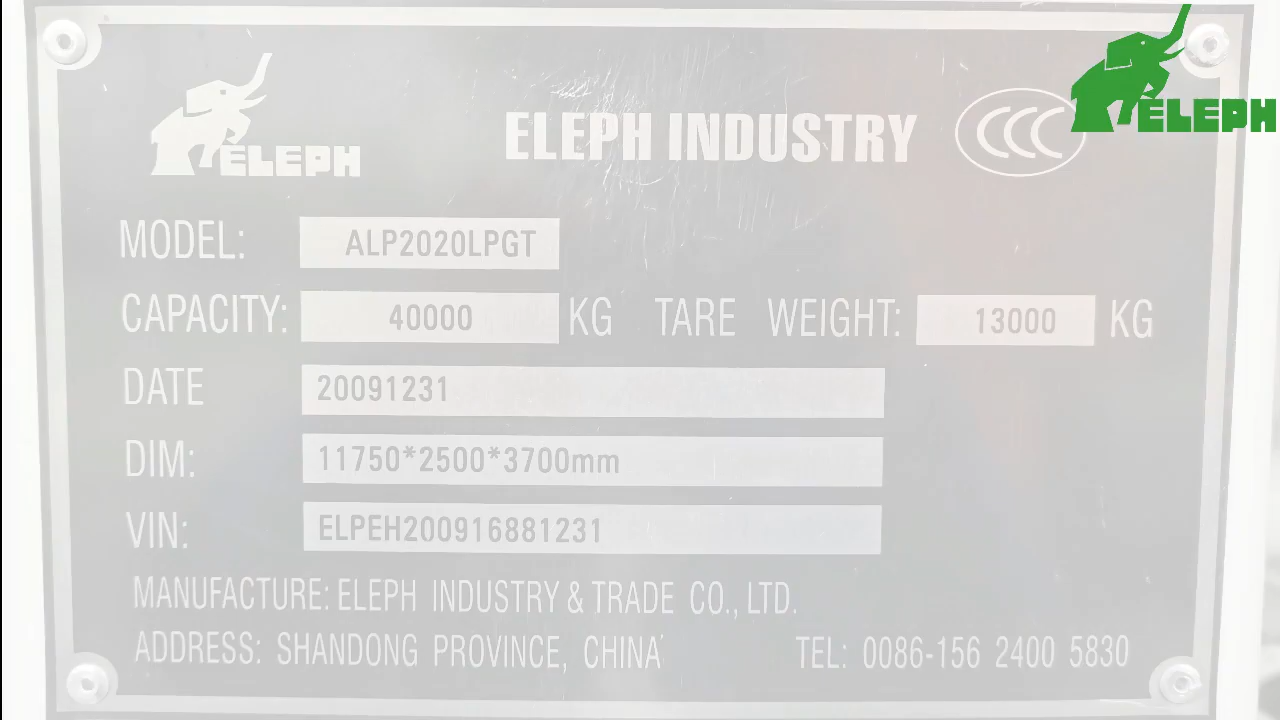 ELEPH
ELEPH
ELEPH INDUSTRY
CCC
MODEL: ALP2020LPGT
CAPACITY: 40000 KG TARE WEIGHT: 13000 KG
DATE 20091231
DIM: 11750*2500*3700mm
VIN: ELPEH200916881231
MANUFACTURE: ELEPH INDUSTRY & TRADE CO., LTD.
ADDRESS: SHANDONG PROVINCE, CHINA TEL: 0086-156 2400 5830